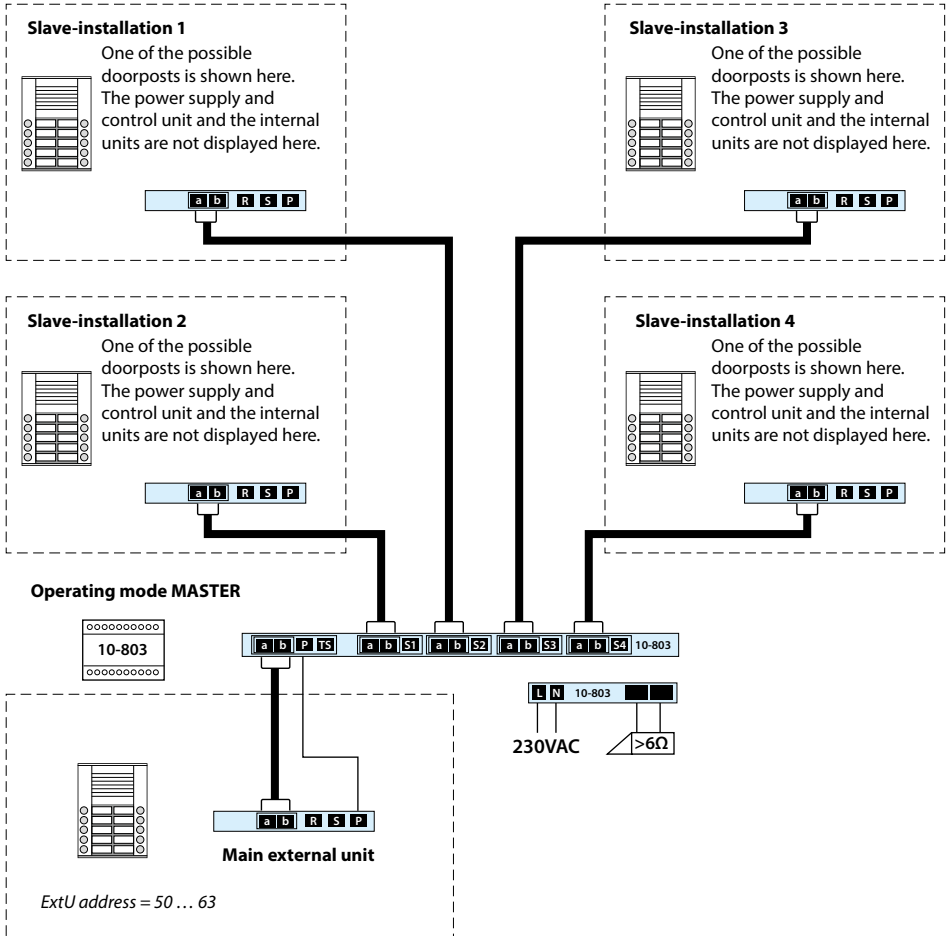 Slave-installation 1
One of the possible
doorposts is shown here.
The power supply and
control unit and the internal
units are not displayed here.
a b R S P
Slave-installation 3
One of the possible
doorposts is shown here.
The power supply and
control unit and the internal
units are not displayed here.
a b R S P
Slave-installation 2
One of the possible
doorposts is shown here.
The power supply and
control unit and the internal
units are not displayed here.
a b R S P
Slave-installation 4
One of the possible
doorposts is shown here.
The power supply and
control unit and the internal
units are not displayed here.
a b R S P
Operating mode MASTER
10-803
a b P TS a b S1 a b S2 a b S3 a b S4 10-803
L N 10-803
230VAC >6Ω
a b R S P
Main external unit
ExtU address = 50 … 63